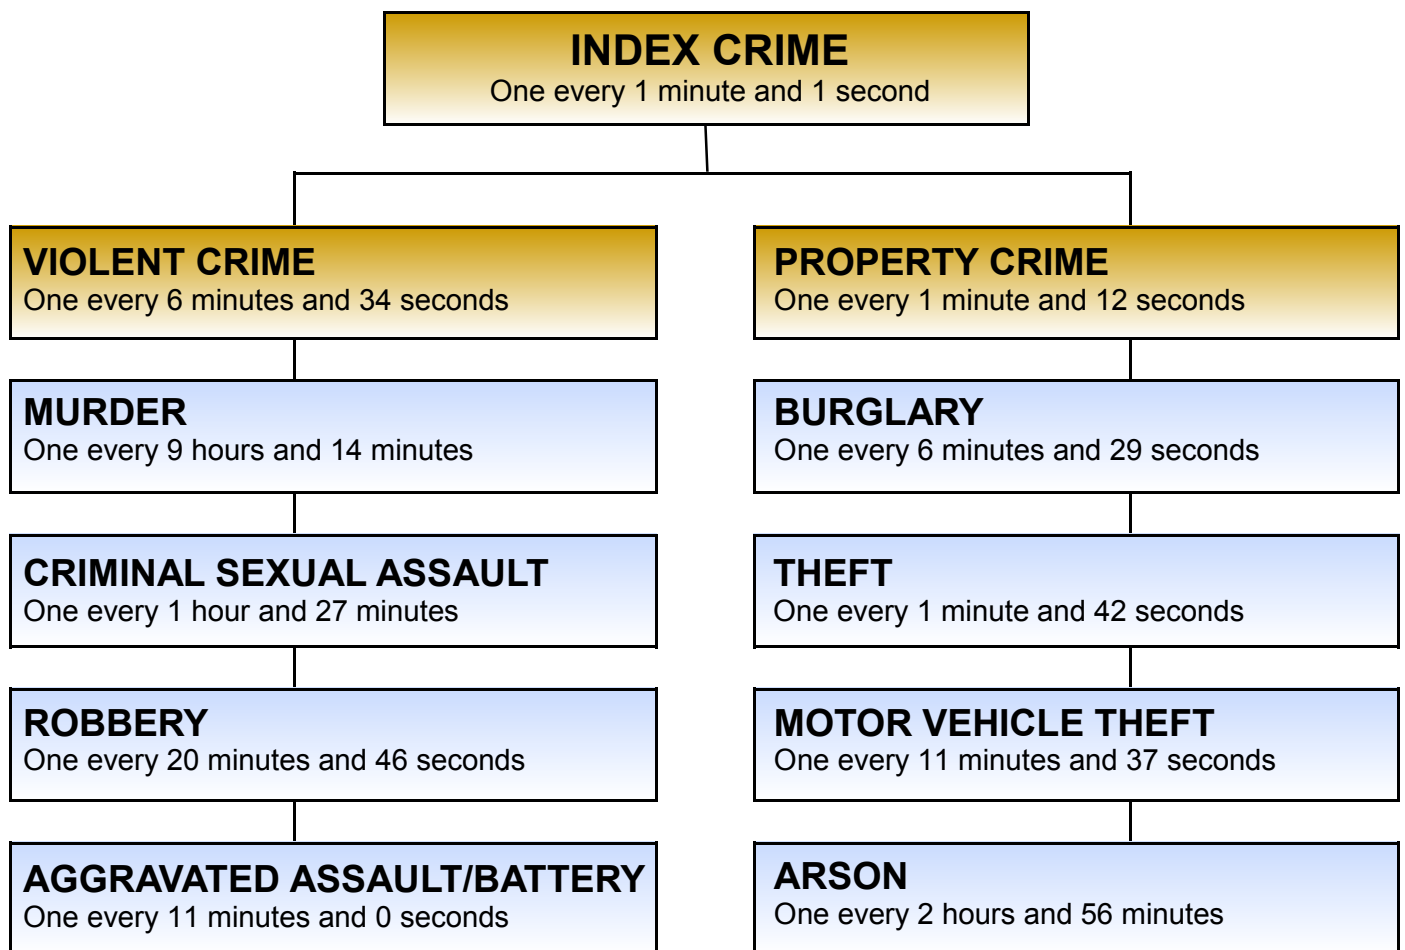 INDEX CRIME
One every 1 minute and 1 second
VIOLENT CRIME
One every 6 minutes and 34 seconds
MURDER
One every 9 hours and 14 minutes
CRIMINAL SEXUAL ASSAULT
One every 1 hour and 27 minutes
ROBBERY
One every 20 minutes and 46 seconds
AGGRAVATED ASSAULT/BATTERY
One every 11 minutes and 0 seconds
PROPERTY CRIME
One every 1 minute and 12 seconds
BURGLARY
One every 6 minutes and 29 seconds
THEFT
One every 1 minute and 42 seconds
MOTOR VEHICLE THEFT
One every 11 minutes and 37 seconds
ARSON
One every 2 hours and 56 minutes